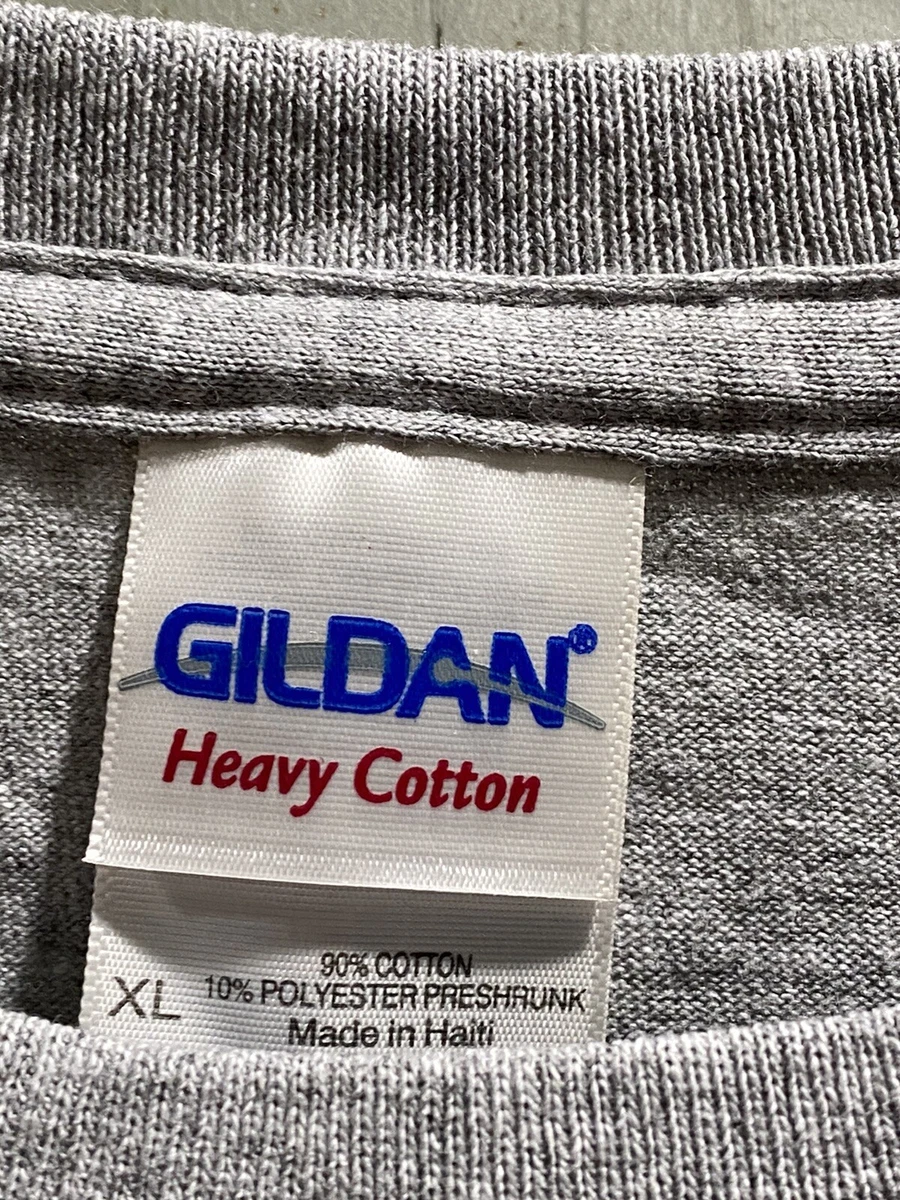 GILDAN®
Heavy Cotton
90% COTTON
XL 10% POLYESTER PRESHRUNK
Made in Haiti